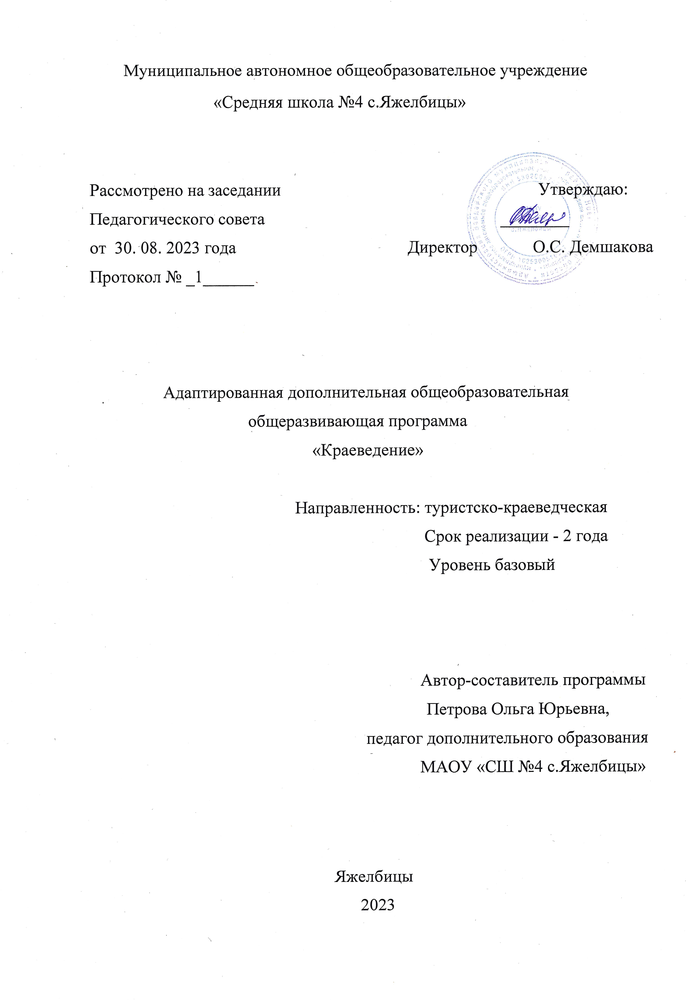 Муниципальное автономное общеобразовательное учреждение
«Средняя школа №4 с.Яжелбицы»
Рассмотрено на заседании
Утверждаю:
Педагогического совета
от 30. 08. 2023 года
Директор О.С. Демшакова
Протокол № _1______
с.Яжелбицы
Адаптированная дополнительная общеобразовательная
общеразвивающая программа
«Краеведение»
Направленность: туристско-краеведческая
Срок реализации - 2 года
Уровень базовый
Автор-составитель программы
Петрова Ольга Юрьевна,
педагог дополнительного образования
МАОУ «СШ №4 с.Яжелбицы»
Яжелбицы
2023